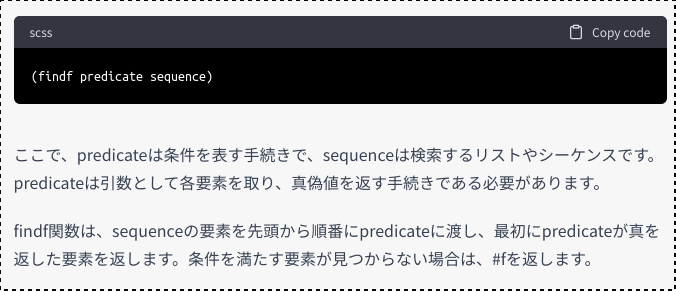 scss
Copy code
(findf predicate sequence)
ここで、predicateは条件を表す手続きで、sequenceは検索するリストやシーケンスです。
predicateは引数として各要素を取り、真偽値を返す手続きである必要があります。
findf関数は、sequenceの要素を先頭から順番にpredicateに渡し、最初にpredicateが真を
返した要素を返します。条件を満たす要素が見つからない場合は、#fを返します。